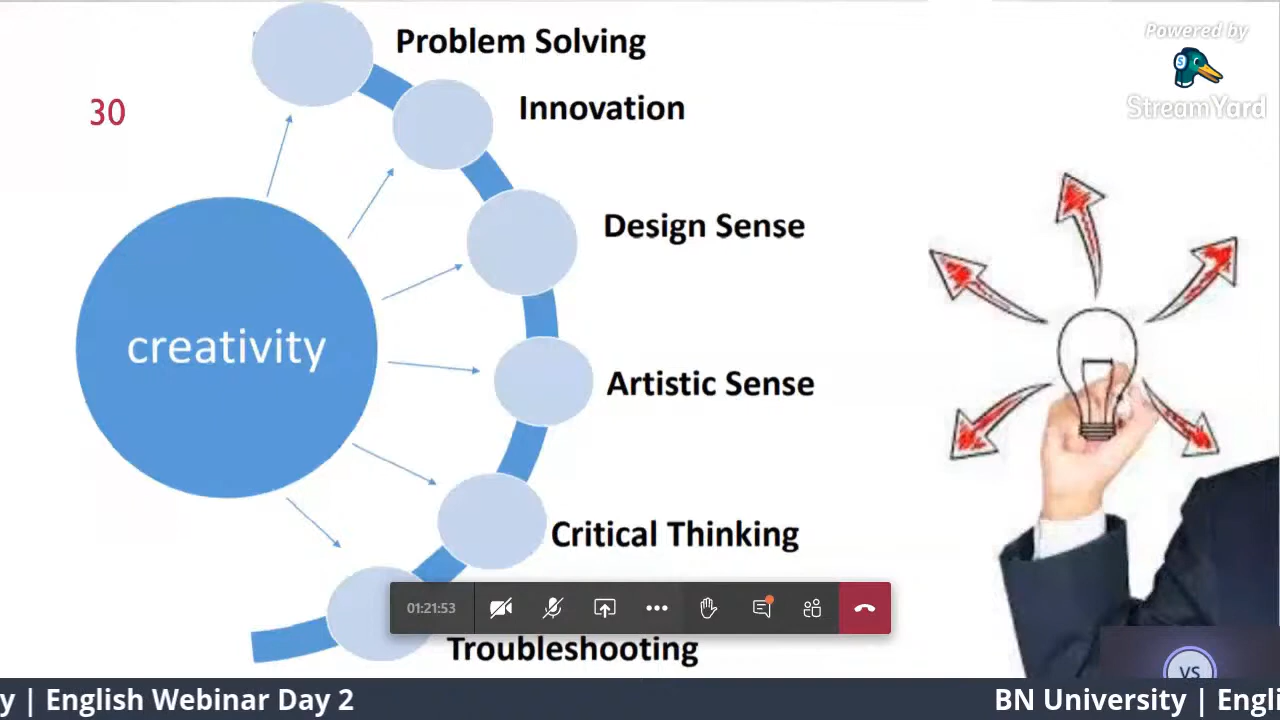 Problem Solving
Powered by
StreamYard
30
Innovation
Design Sense
creativity
Artistic Sense
Critical Thinking
01:21:53
Troubleshooting
VS
y | English Webinar Day 2
BN University | Engli